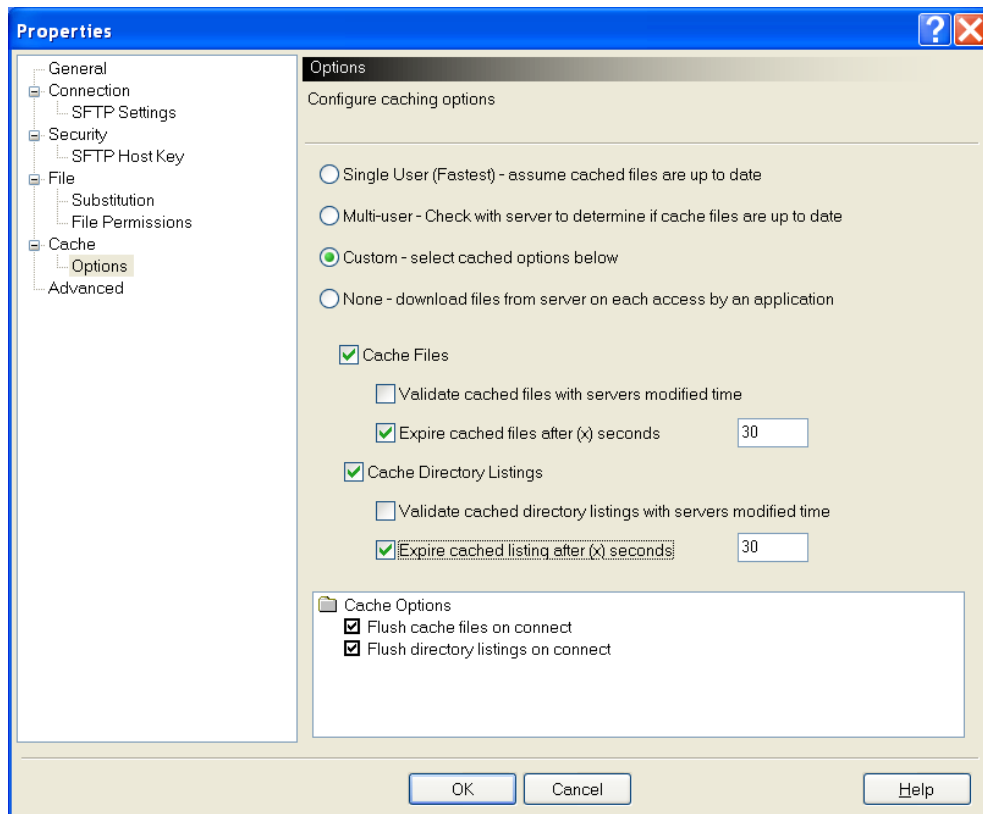 Properties
General
Connection
SFTP Settings
Security
SFTP Host Key
File
Substitution
File Permissions
Cache
Options
Advanced
Options
Configure caching options
Single User (Fastest) - assume cached files are up to date
Multi-user - Check with server to determine if cache files are up to date
Custom - select cached options below
None - download files from server on each access by an application
Cache Files
Validate cached files with servers modified time
Expire cached files after (x) seconds 30
Cache Directory Listings
Validate cached directory listings with servers modified time
Expire cached listing after (x) seconds 30
Cache Options
Flush cache files on connect
Flush directory listings on connect
OK Cancel Help